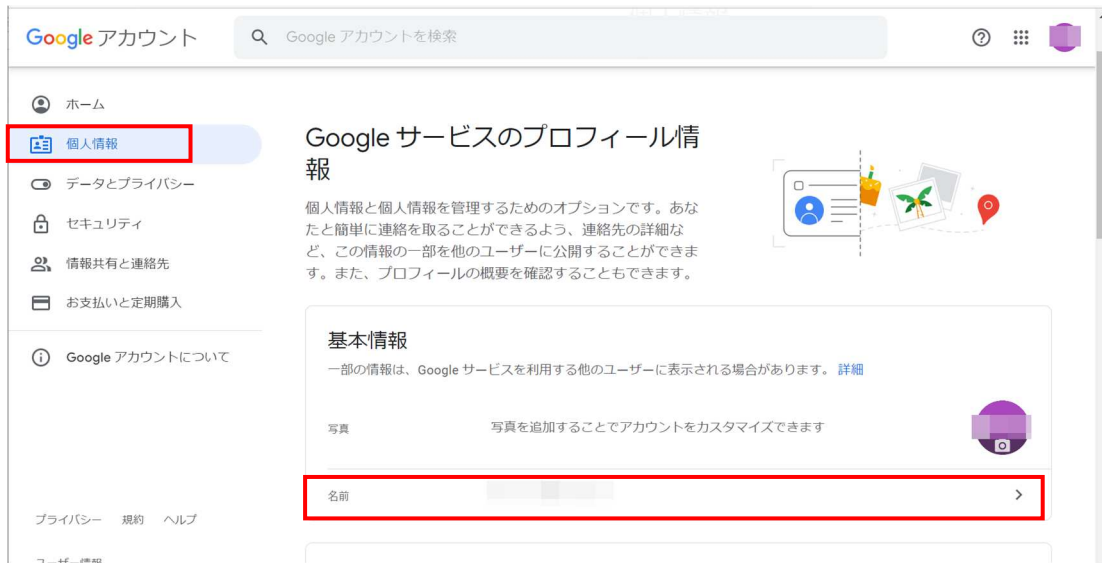 Google アカウント
Google アカウントを検索
ホーム
個人情報
データとプライバシー
セキュリティ
情報共有と連絡先
お支払いと定期購入
Google アカウントについて
プライバシー 規約 ヘルプ
ユーザー情報
Google サービスのプロフィール情
報
個人情報と個人情報を管理するためのオプションです。あな
たと簡単に連絡を取ることができるよう、連絡先の詳細な
ど、この情報の一部を他のユーザーに公開することができま
す。また、プロフィールの概要を確認することもできます。
基本情報
一部の情報は、Google サービスを利用する他のユーザーに表示される場合があります。 詳細
写真 写真を追加することでアカウントをカスタマイズできます
名前